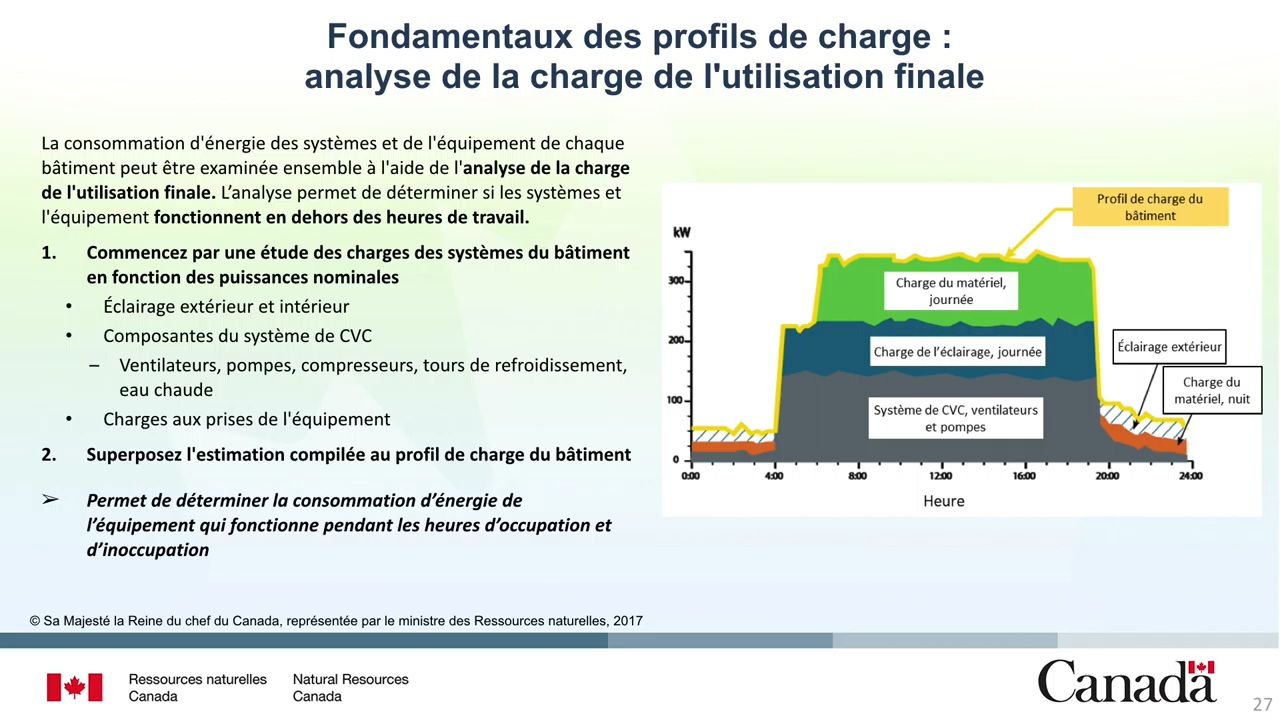 Fondamentaux des profils de charge :
analyse de la charge de l'utilisation finale
La consommation d'énergie des systèmes et de l'équipement de chaque
bâtiment peut être examinée ensemble à l'aide de l'analyse de la charge
de l'utilisation finale. L’analyse permet de déterminer si les systèmes et
l'équipement fonctionnent en dehors des heures de travail.
1. Commencez par une étude des charges des systèmes du bâtiment
en fonction des puissances nominales
• Éclairage extérieur et intérieur
• Composantes du système de CVC
– Ventilateurs, pompes, compresseurs, tours de refroidissement,
eau chaude
• Charges aux prises de l'équipement
2. Superposez l'estimation compilée au profil de charge du bâtiment
➢ Permet de déterminer la consommation d’énergie de
l’équipement qui fonctionne pendant les heures d’occupation et
d’inoccupation
Profil de charge du
bâtiment
kW
300
200
100
0
Charge du matériel,
journée
Charge de l’éclairage, journée
Système de CVC, ventilateurs
et pompes
Éclairage extérieur
Charge du
matériel, nuit
0:00 4:00 8:00 12:00 16:00 20:00 24:00
Heure
© Sa Majesté la Reine du chef du Canada, représentée par le ministre des Ressources naturelles, 2017
Ressources naturelles
Canada
Natural Resources
Canada
Canada
27